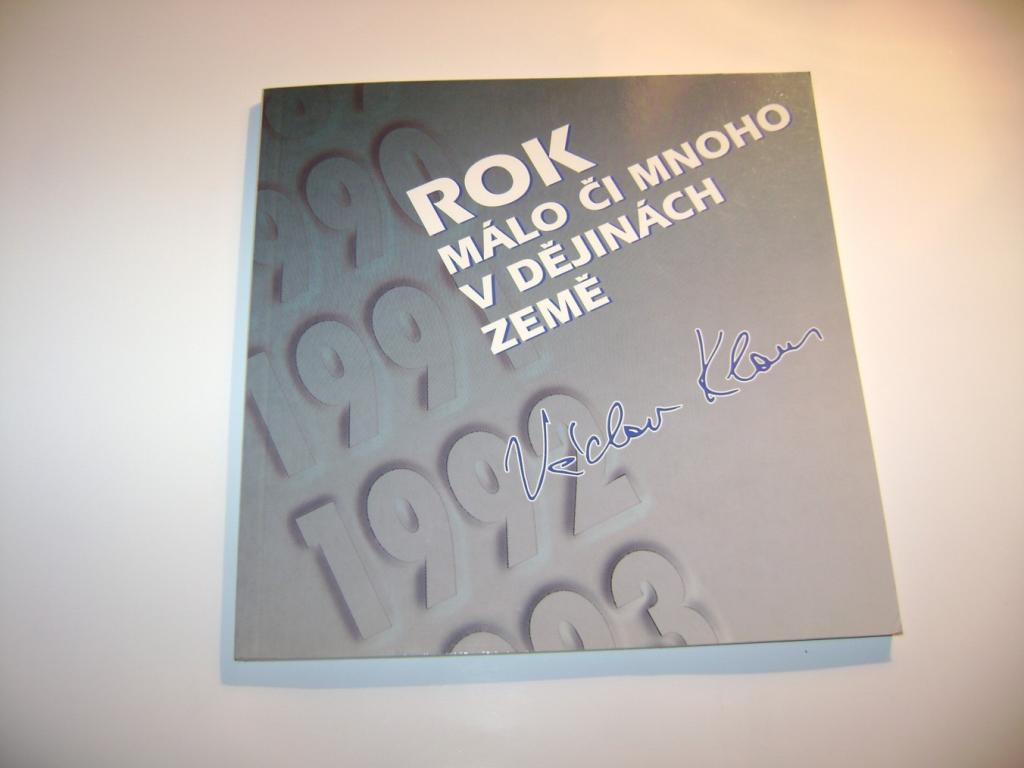 ROK
MÁLO ČI MNOHO
V DĚJINÁCH
ZEMĚ
Václav Klaus
1990
1991
1992
1993